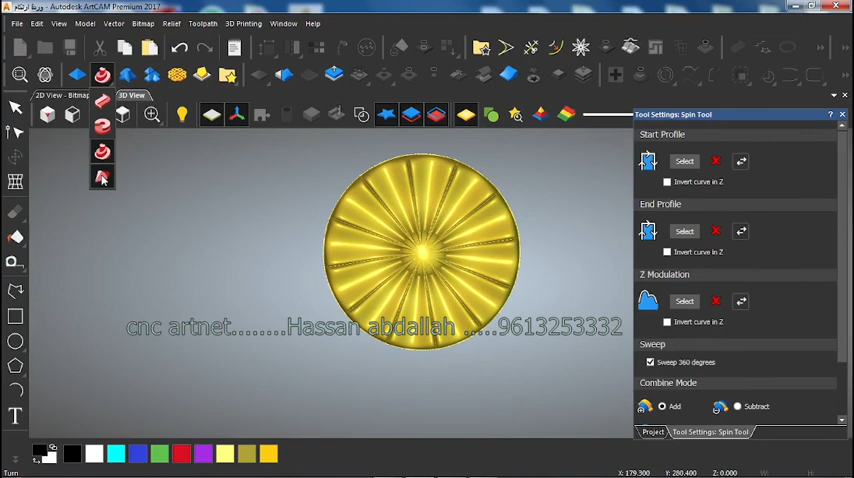 ورط ارتفاع - Autodesk ArtCAM Premium 2017
File Edit View Model Vector Bitmap Relief Toolpath 3D Printing Window Help
2D View - Bitmap 3D View
Tool Settings: Spin Tool
Start Profile
Select
Invert curve in Z
End Profile
Select
Invert curve in Z
Z Modulation
Select
Invert curve in Z
cnc artnet........Hassan abdallah .....9613253332
Sweep
Sweep 360 degrees
Combine Mode
Add Subtract
Project Tool Settings: Spin Tool
Turn
X: 179.300 Y: 280.400 Z: 0.000 W: H: